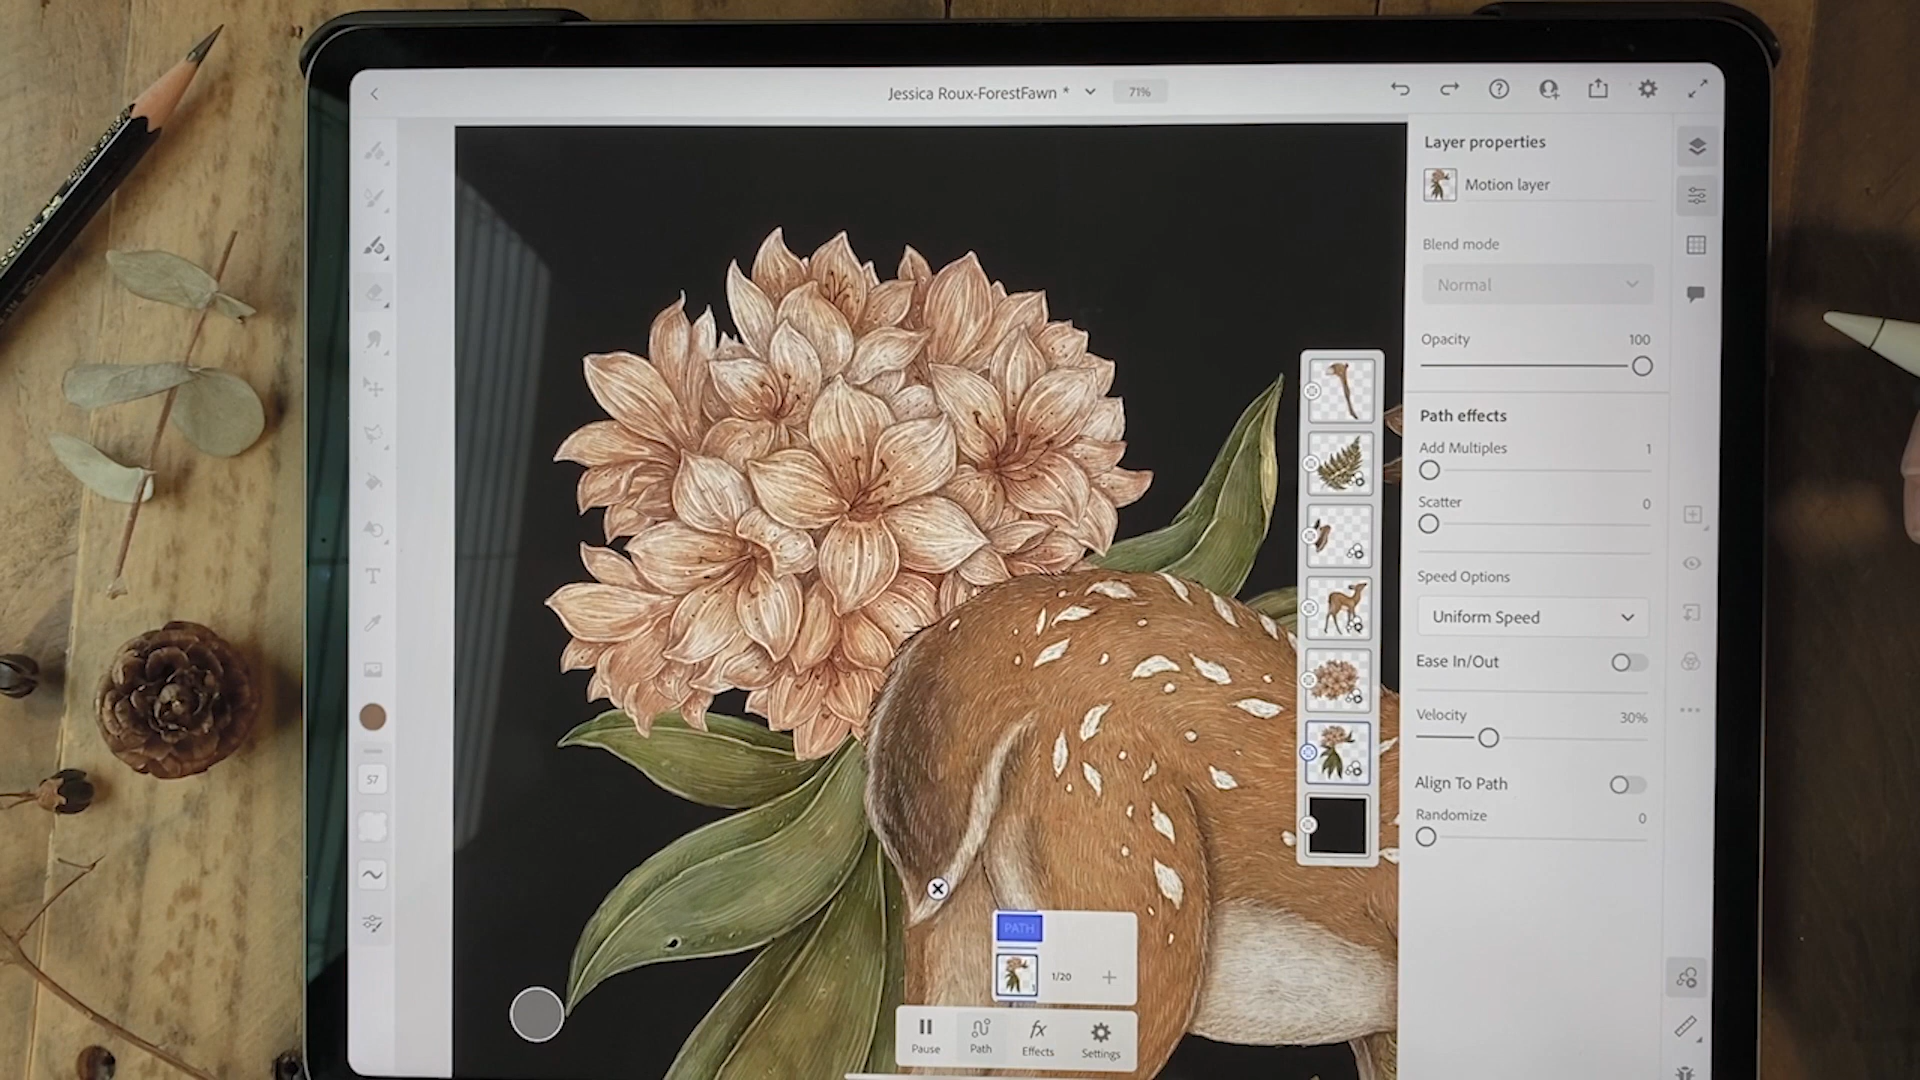 Jessica Roux-ForestFawn *
71%
Layer properties
Motion layer
Blend mode
Normal
Opacity
100
Path effects
Add Multiples
1
Scatter
0
Speed Options
Uniform Speed
Ease In/Out
Velocity
30%
Align To Path
Randomize
0
T
57
PATH
1/20
Pause
Path
fx
Effects
Settings